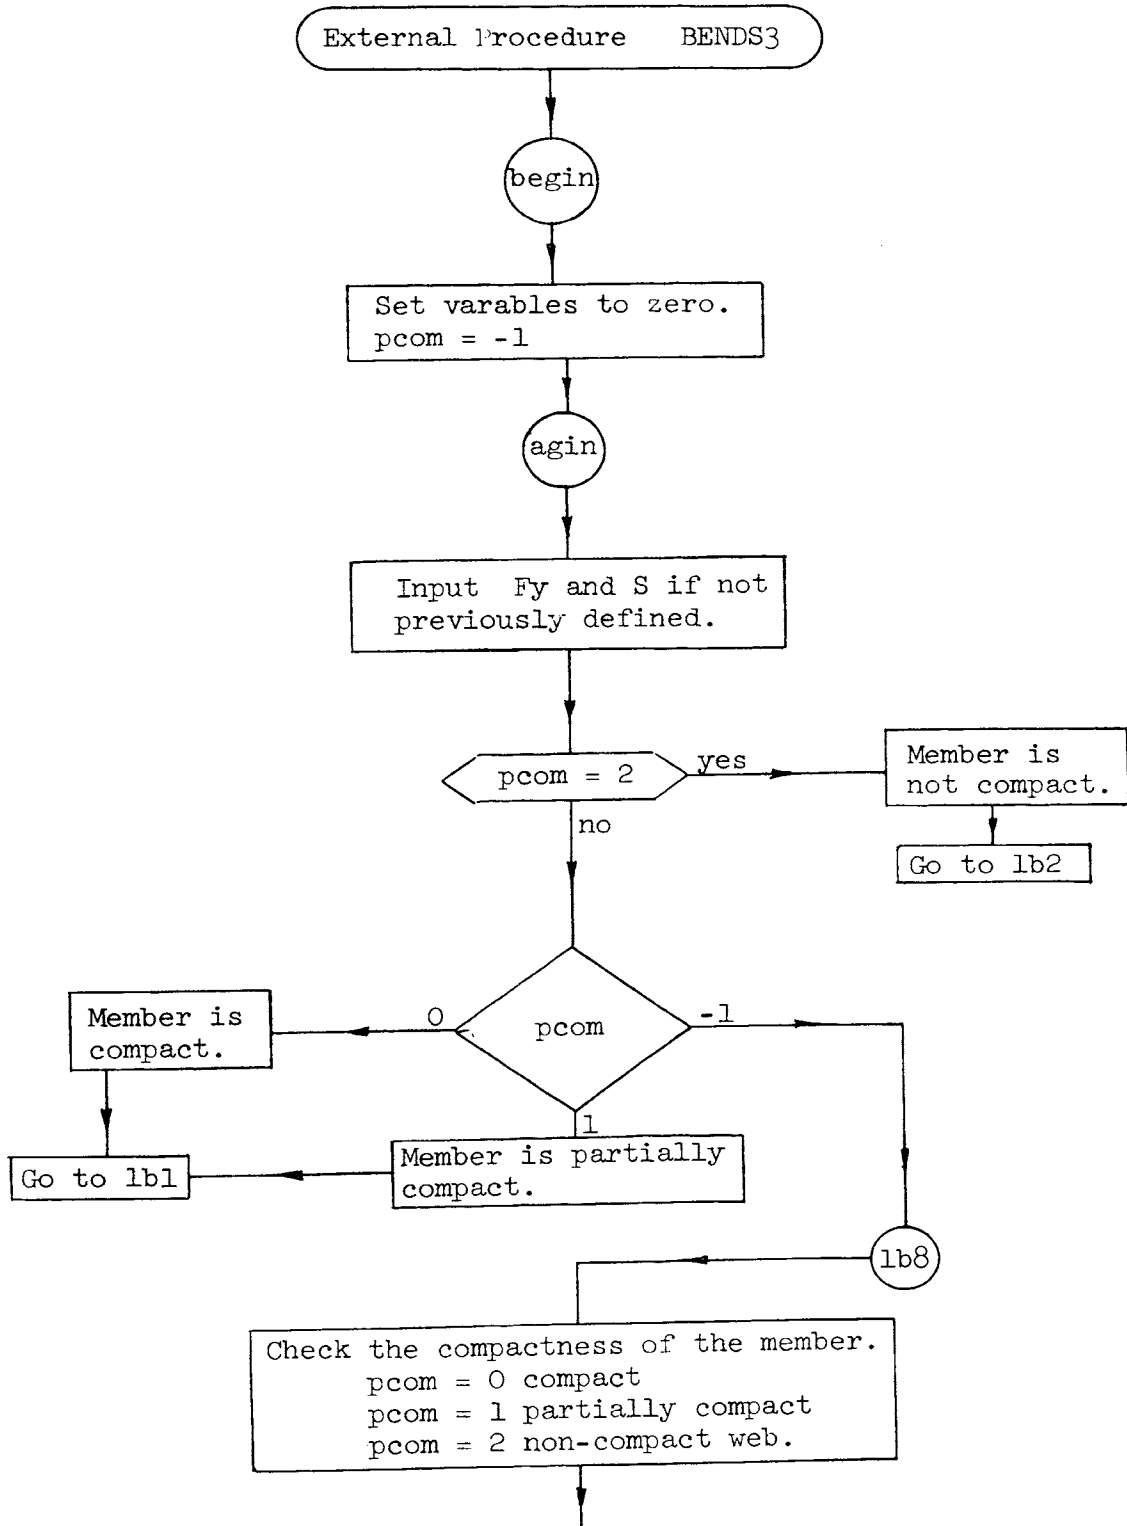 External Procedure BENDS3
begin
Set varables to zero.
pcom = -1
agin
Input Fy and S if not
previously defined.
pcom = 2
yes
Member is
not compact.
no
Go to lb2
Member is
compact.
0
pcom
-1
1
Member is partially
compact.
Go to lb1
lb8
Check the compactness of the member.
pcom = 0 compact
pcom = 1 partially compact
pcom = 2 non-compact web.